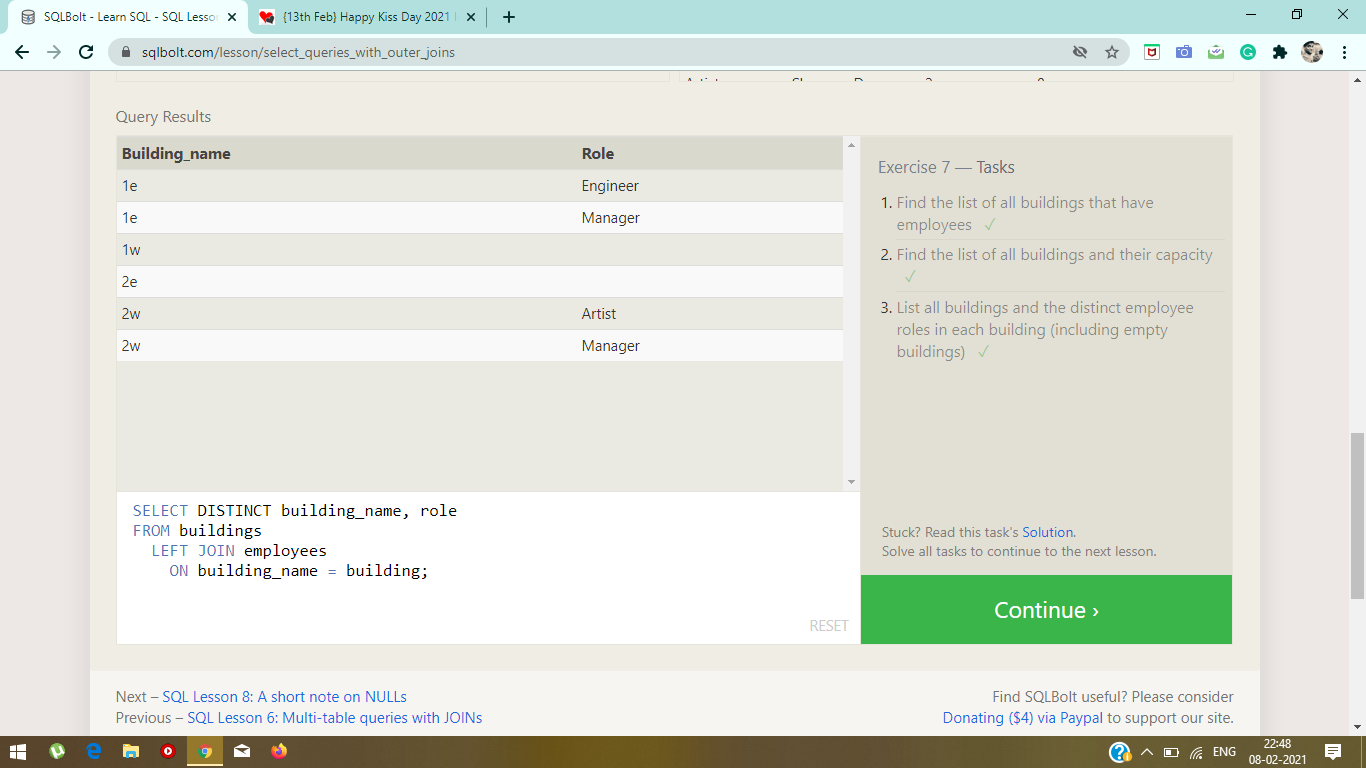 SQLBolt - Learn SQL - SQL Lesson
{13th Feb} Happy Kiss Day 2021
sqlbolt.com/lesson/select_queries_with_outer_joins
Query Results
Building_name Role
1e Engineer
1e Manager
1w
2e
2w Artist
2w Manager
Exercise 7 — Tasks
1. Find the list of all buildings that have
employees ✓
2. Find the list of all buildings and their capacity
✓
3. List all buildings and the distinct employee
roles in each building (including empty
buildings) ✓
SELECT DISTINCT building_name, role
FROM buildings
LEFT JOIN employees
ON building_name = building;
RESET
Stuck? Read this task's Solution.
Solve all tasks to continue to the next lesson.
Continue ›
Next – SQL Lesson 8: A short note on NULLs
Previous – SQL Lesson 6: Multi-table queries with JOINs
Find SQLBolt useful? Please consider
Donating ($4) via Paypal to support our site.
ENG
22:48
08-02-2021